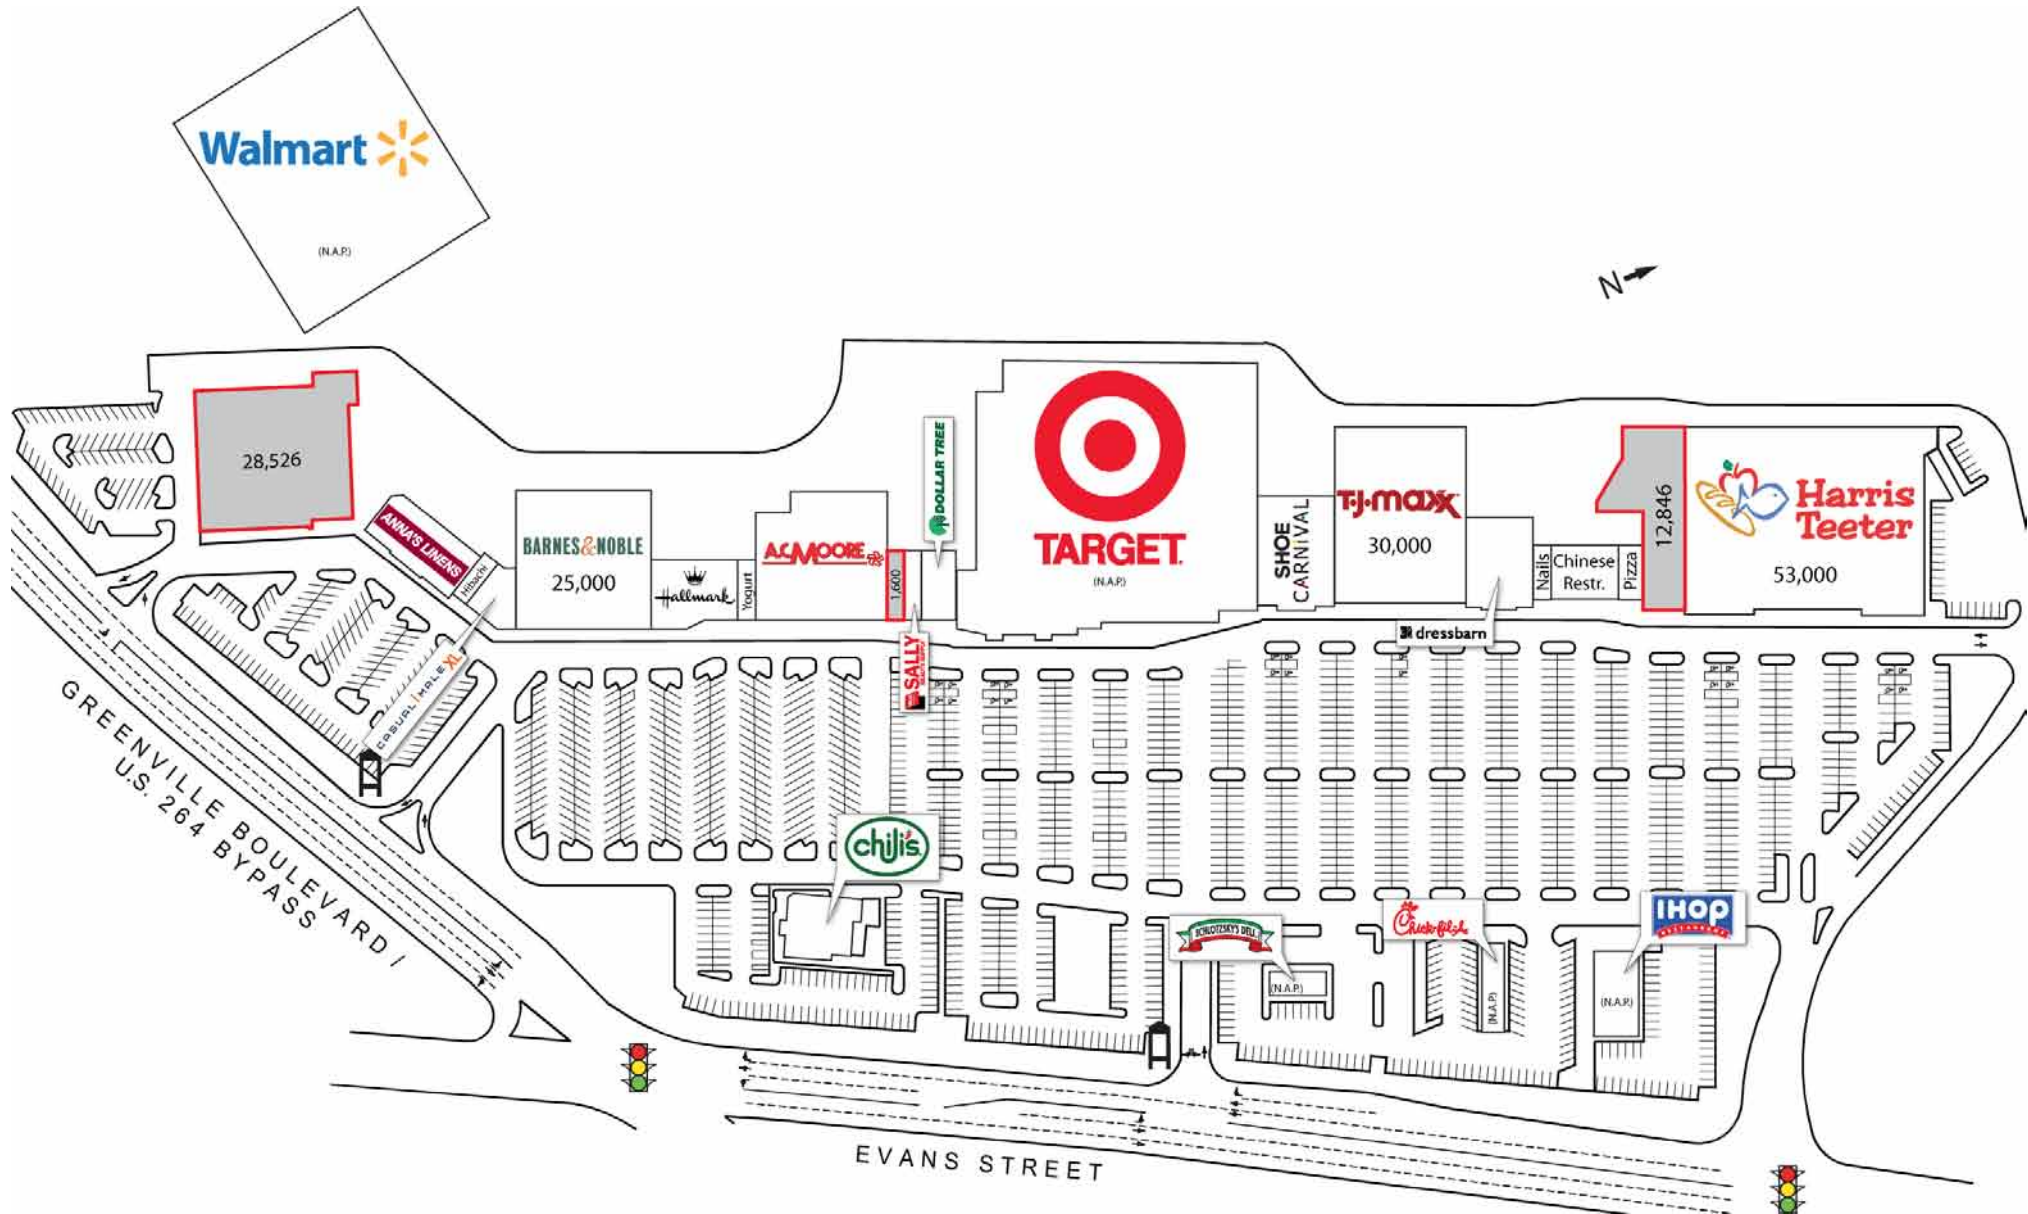 Walmart
(N.A.P.)
N
28,526
ANNA'S LINENS
Hibachi
CASUAL MALE XL
BARNES&NOBLE
25,000
Hallmark
Yogurt
A.C.MOORE
1,600
SALLY
DOLLAR TREE
TARGET
(N.A.P.)
SHOE
CARNIVAL
T.J.maxx
30,000
dressbarn
Nails
Chinese
Restr.
Pizza
12,846
Harris
Teeter
53,000
chili's
SCHLOTZSKY'S DELI
(N.A.P.)
Chick-fil-A
(N.A.P.)
IHOP
RESTAURANT
(N.A.P.)
GREENVILLE BOULEVARD /
U.S. 264 BYPASS
EVANS STREET